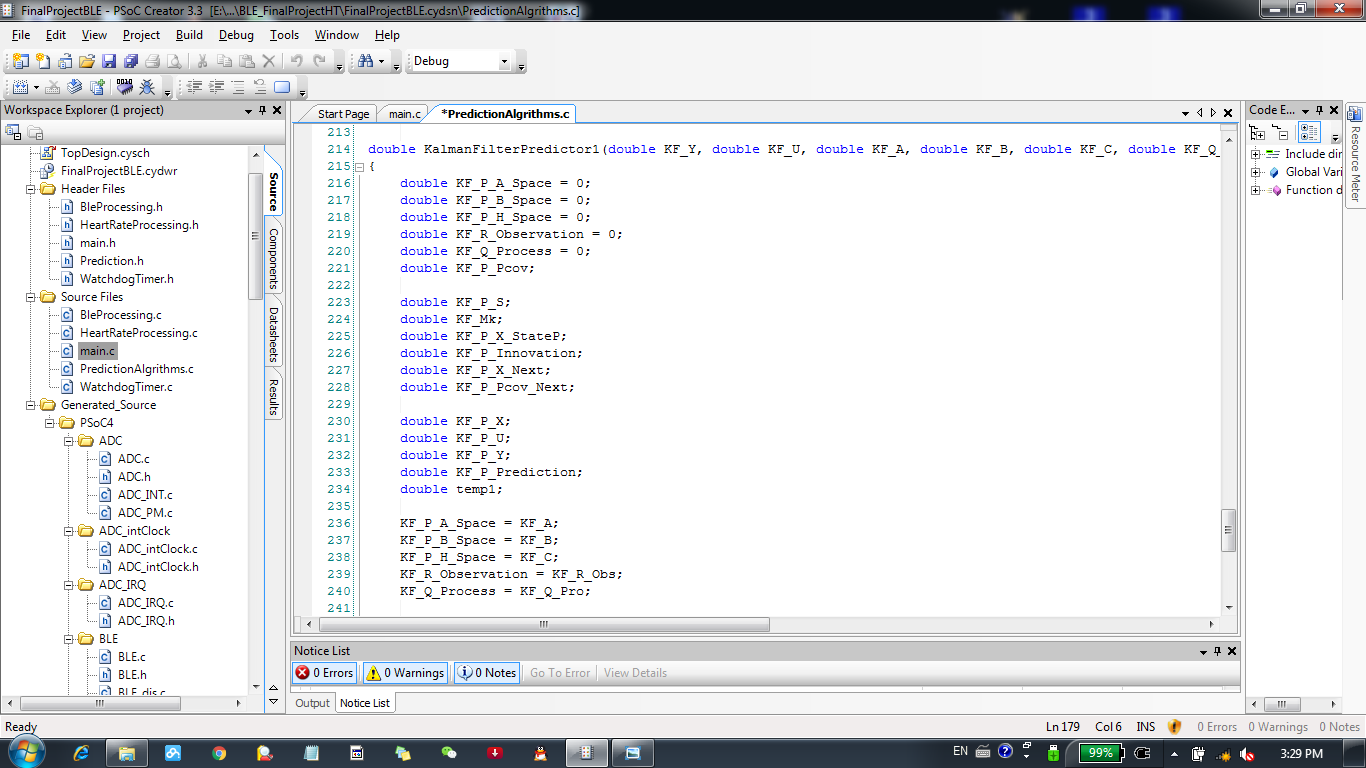 FinalProjectBLE - PSoC Creator 3.3 [E:\...\BLE_FinalProjectHT\FinalProjectBLE.cydsn\PredictionAlgrithms.c]
File Edit View Project Build Debug Tools Window Help
Debug
Workspace Explorer (1 project)
TopDesign.cysch
FinalProjectBLE.cydwr
Header Files
BleProcessing.h
HeartRateProcessing.h
main.h
Prediction.h
WatchdogTimer.h
Source Files
BleProcessing.c
HeartRateProcessing.c
main.c
PredictionAlgrithms.c
WatchdogTimer.c
Generated_Source
PSoC4
ADC
ADC.c
ADC.h
ADC_INT.c
ADC_PM.c
ADC_intClock
ADC_intClock.c
ADC_intClock.h
ADC_IRQ
ADC_IRQ.c
ADC_IRQ.h
BLE
BLE.c
BLE.h
BLE_dis.c
Source
Components
Datasheets
Results
Start Page main.c *PredictionAlgrithms.c
213
214 double KalmanFilterPredictor1(double KF_Y, double KF_U, double KF_A, double KF_B, double KF_C, double KF_Q_
215 {
216 double KF_P_A_Space = 0;
217 double KF_P_B_Space = 0;
218 double KF_P_H_Space = 0;
219 double KF_R_Observation = 0;
220 double KF_Q_Process = 0;
221 double KF_P_Pcov;
222
223 double KF_P_S;
224 double KF_Mk;
225 double KF_P_X_StateP;
226 double KF_P_Innovation;
227 double KF_P_X_Next;
228 double KF_P_Pcov_Next;
229
230 double KF_P_X;
231 double KF_P_U;
232 double KF_P_Y;
233 double KF_P_Prediction;
234 double temp1;
235
236 KF_P_A_Space = KF_A;
237 KF_P_B_Space = KF_B;
238 KF_P_H_Space = KF_C;
239 KF_R_Observation = KF_R_Obs;
240 KF_Q_Process = KF_Q_Pro;
241
Code E...
Include dir
Global Vari
Function d
Resource Meter
Notice List
0 Errors 0 Warnings 0 Notes Go To Error View Details
Output Notice List
Ready Ln 179 Col 6 INS 0 Errors 0 Warnings 0 Notes
EN 99% 3:29 PM